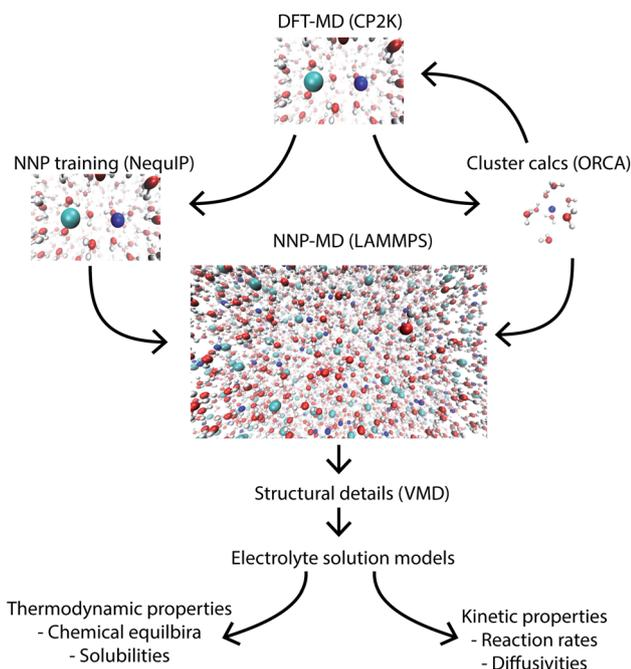 DFT-MD (CP2K)
NNP training (NequIP)
Cluster calcs (ORCA)
NNP-MD (LAMMPS)
Structural details (VMD)
Electrolyte solution models
Thermodynamic properties
- Chemical equilbira
- Solubilities
Kinetic properties
- Reaction rates
- Diffusivities